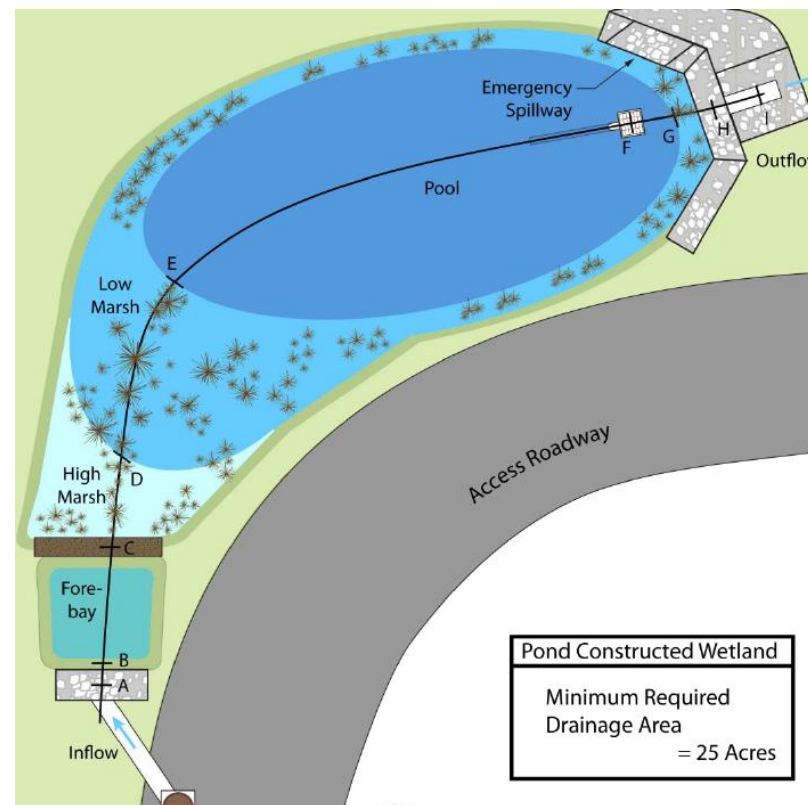 Emergency
Spillway
F
G
H
I
Outflow
Pool
E
Low
Marsh
D
High
Marsh
Access Roadway
C
Fore-
bay
B
A
Inflow
Pond Constructed Wetland
Minimum Required
Drainage Area
= 25 Acres